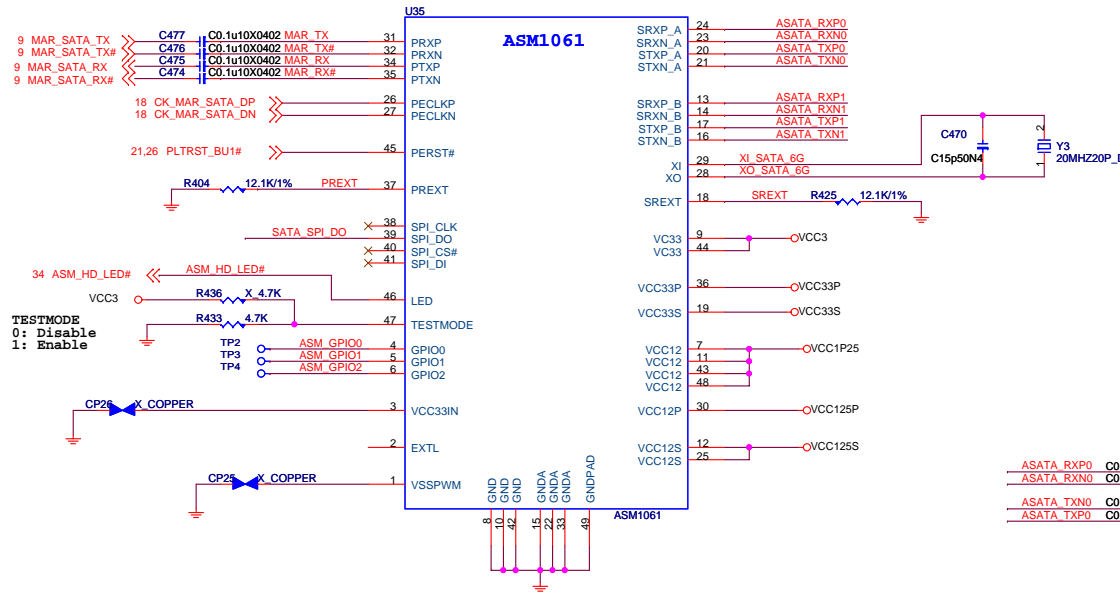 U35
ASM1061
9 MAR_SATA_TX C477 C0.1u10X0402 MAR_TX 31 PRXP
9 MAR_SATA_TX# C476 C0.1u10X0402 MAR_TX# 32 PRXN
9 MAR_SATA_RX C475 C0.1u10X0402 MAR_RX 34 PTXP
9 MAR_SATA_RX# C474 C0.1u10X0402 MAR_RX# 35 PTXN
18 CK_MAR_SATA_DP 26 PECLKP
18 CK_MAR_SATA_DN 27 PECLKN
21,26 PLTRST_BU1# 45 PERST#
R404 12.1K/1% PREXT 37 PREXT
38 SPI_CLK
SATA_SPI_DO 39 SPI_DO
40 SPI_CS#
41 SPI_DI
34 ASM_HD_LED# ASM_HD_LED# 46 LED
VCC3 R436 X_4.7K
R433 4.7K 47 TESTMODE
TESTMODE
0: Disable
1: Enable
TP2 ASM_GPIO0 4 GPIO0
TP3 ASM_GPIO1 5 GPIO1
TP4 ASM_GPIO2 6 GPIO2
CP26 X_COPPER 3 VCC33IN
2 EXTL
CP25 X_COPPER 1 VSSPWM
SRXP_A 24 ASATA_RXP0
SRXN_A 23 ASATA_RXN0
STXP_A 20 ASATA_TXP0
STXN_A 21 ASATA_TXN0
SRXP_B 13 ASATA_RXP1
SRXN_B 14 ASATA_RXN1
STXP_B 17 ASATA_TXP1
STXN_B 16 ASATA_TXN1
XI 29 XI_SATA_6G
XO 28 XO_SATA_6G
C470
C15p50N4
2
Y3
20MHZ20P_
1
SREXT 18 SREXT R425 12.1K/1%
VC33 9 VCC3
VC33 44
VCC33P 36 VCC33P
VCC33S 19 VCC33S
VCC12 7 VCC1P25
VCC12 11
VCC12 43
VCC12 48
VCC12P 30 VCC125P
VCC12S 12 VCC125S
VCC12S 25
GND GND GND GNDA GNDA GNDA GNDPAD
8 10 42 15 22 33 49
ASM1061
ASATA_RXP0 C0
ASATA_RXN0 C0
ASATA_TXN0 C0
ASATA_TXP0 C0